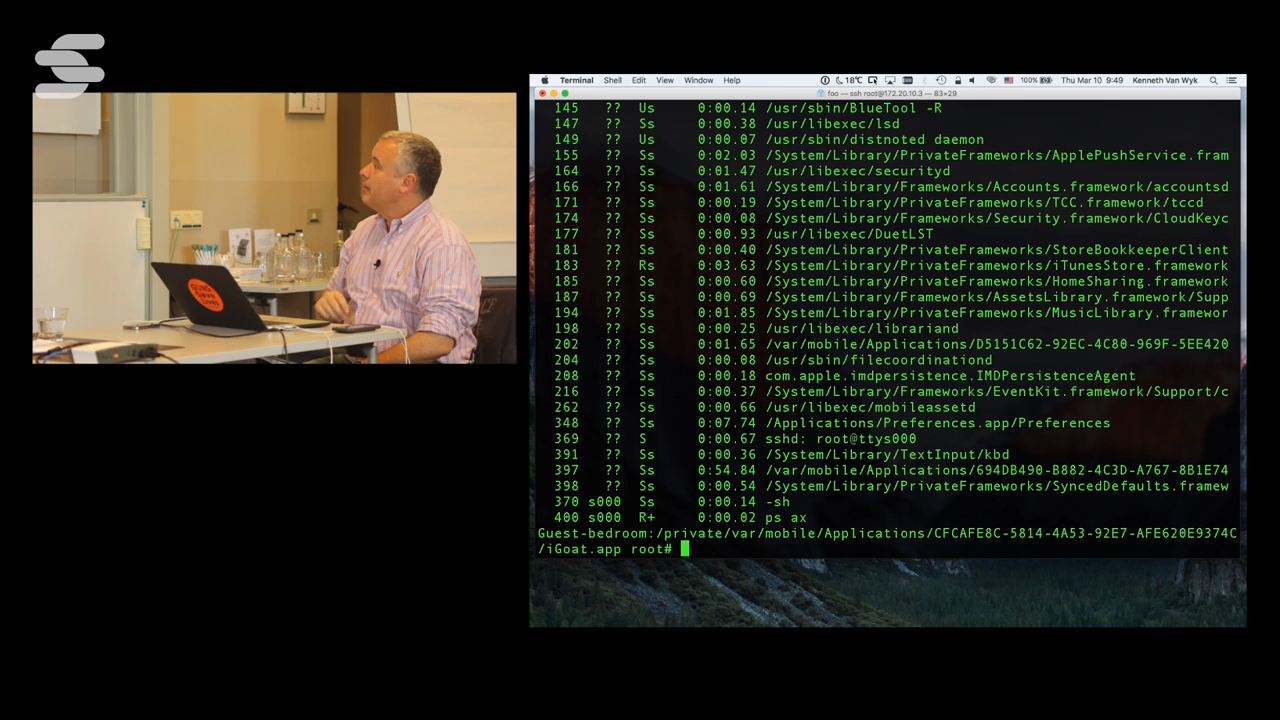 GUNS
Save
Lives
Terminal Shell Edit View Window Help 18℃ 100% Thu Mar 10 9:49 Kenneth Van Wyk
foo — ssh root@172.20.10.3 — 83×29
145 ?? Us 0:00.14 /usr/sbin/BlueTool -R
147 ?? Ss 0:00.38 /usr/libexec/lsd
149 ?? Us 0:00.07 /usr/sbin/distnoted daemon
155 ?? Ss 0:02.03 /System/Library/PrivateFrameworks/ApplePushService.fram
164 ?? Ss 0:01.47 /usr/libexec/securityd
166 ?? Ss 0:01.61 /System/Library/Frameworks/Accounts.framework/accountsd
171 ?? Ss 0:00.19 /System/Library/PrivateFrameworks/TCC.framework/tccd
174 ?? Ss 0:00.08 /System/Library/Frameworks/Security.framework/CloudKeyc
177 ?? Ss 0:00.93 /usr/libexec/DuetLST
181 ?? Ss 0:00.40 /System/Library/PrivateFrameworks/StoreBookkeeperClient
183 ?? Rs 0:03.63 /System/Library/PrivateFrameworks/iTunesStore.framework
185 ?? Ss 0:00.60 /System/Library/PrivateFrameworks/HomeSharing.framework
187 ?? Ss 0:00.69 /System/Library/Frameworks/AssetsLibrary.framework/Supp
194 ?? Ss 0:01.85 /System/Library/PrivateFrameworks/MusicLibrary.framewor
198 ?? Ss 0:00.25 /usr/libexec/librariand
202 ?? Ss 0:01.65 /var/mobile/Applications/D5151C62-92EC-4C80-969F-5EE420
204 ?? Ss 0:00.08 /usr/sbin/filecoordinationd
208 ?? Ss 0:00.18 com.apple.imdpersistence.IMDPersistenceAgent
216 ?? Ss 0:00.37 /System/Library/Frameworks/EventKit.framework/Support/c
262 ?? Ss 0:00.66 /usr/libexec/mobileassetd
348 ?? Ss 0:07.74 /Applications/Preferences.app/Preferences
369 ?? S 0:00.67 sshd: root@ttys000
391 ?? Ss 0:00.36 /System/Library/TextInput/kbd
397 ?? Ss 0:54.84 /var/mobile/Applications/694DB490-B882-4C3D-A767-8B1E74
398 ?? Ss 0:00.54 /System/Library/PrivateFrameworks/SyncedDefaults.framew
370 s000 Ss 0:00.14 -sh
400 s000 R+ 0:00.02 ps ax
Guest-bedroom:/private/var/mobile/Applications/CFCAFE8C-5814-4A53-92E7-AFE620E9374C
/iGoat.app root#